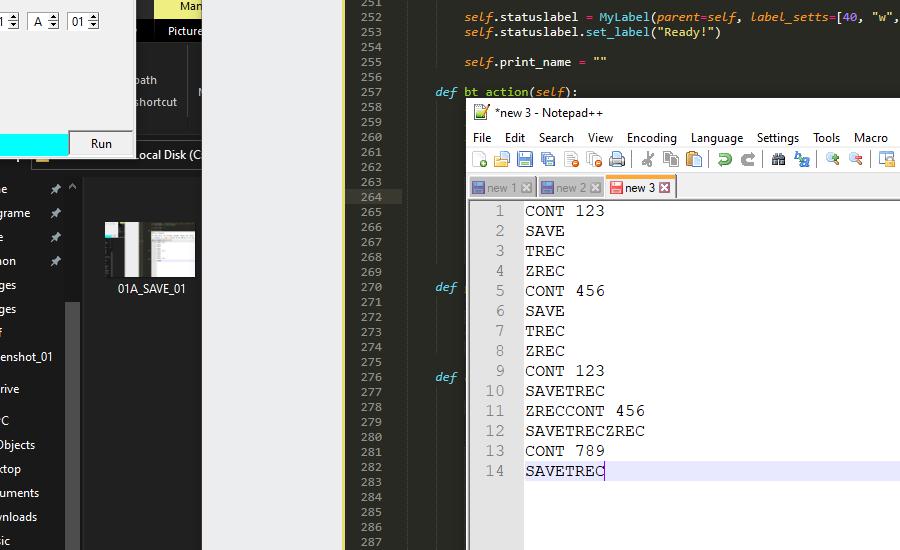 A 01
Run
Man
Picture
path
shortcut
Local Disk (C
grame
enshot_01
rive
Objects
ktop
uments
wnloads
sic
01A_SAVE_01
251
252 self.statuslabel = MyLabel(parent=self, label_setts=[40, "w",
253 self.statuslabel.set_label("Ready!")
254
255 self.print_name = ""
256
257 def bt_action(self):
258
259
260
261
262
263
264
265
266
267
268
269
270 def
271
272
273
274
275
276 def
277
278
279
280
281
282
283
284
285
286
287
*new 3 - Notepad++
File Edit Search View Encoding Language Settings Tools Macro
new 1 new 2 new 3
1 CONT 123
2 SAVE
3 TREC
4 ZREC
5 CONT 456
6 SAVE
7 TREC
8 ZREC
9 CONT 123
10 SAVETREC
11 ZRECCONT 456
12 SAVETRECZREC
13 CONT 789
14 SAVETREC